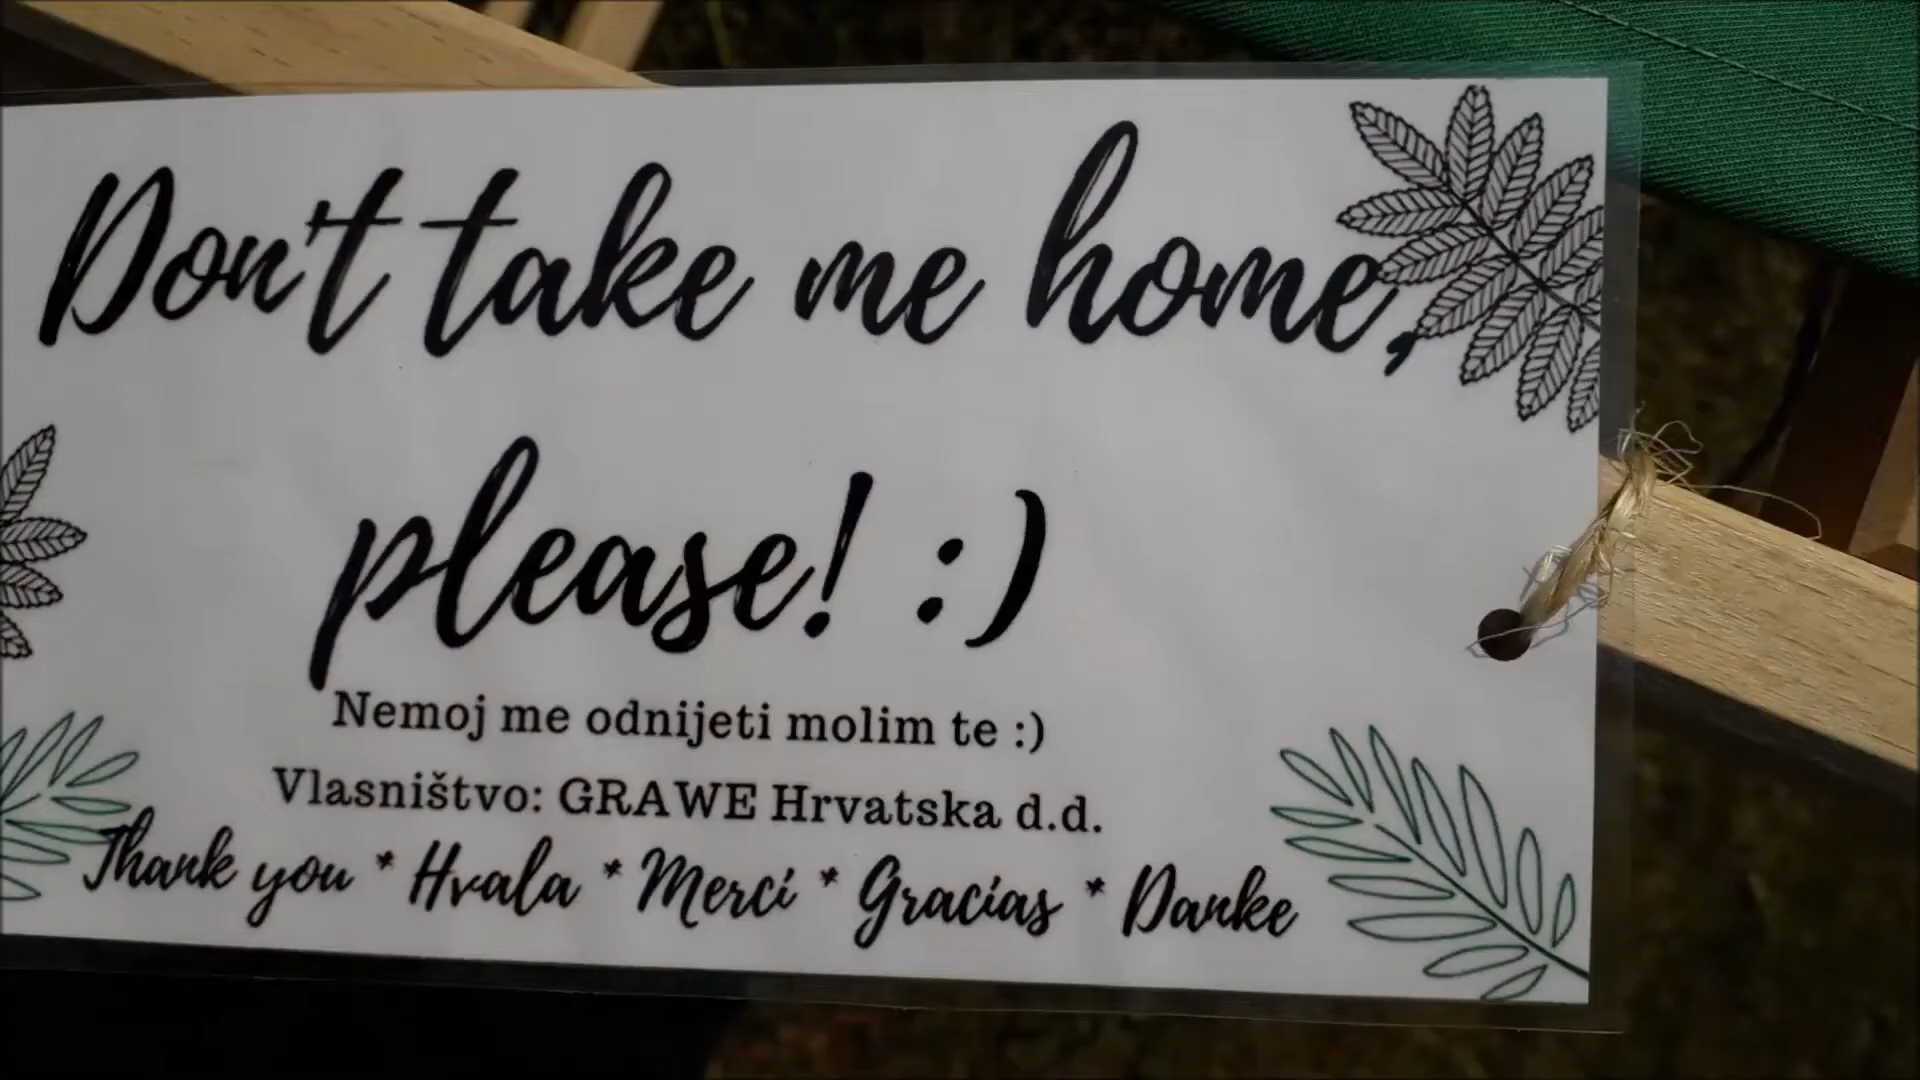 Don't take me home,
please! :)
Nemoj me odnijeti molim te :)
Vlasništvo: GRAWE Hrvatska d.d.
Thank you * Hvala * Merci * Gracias * Danke